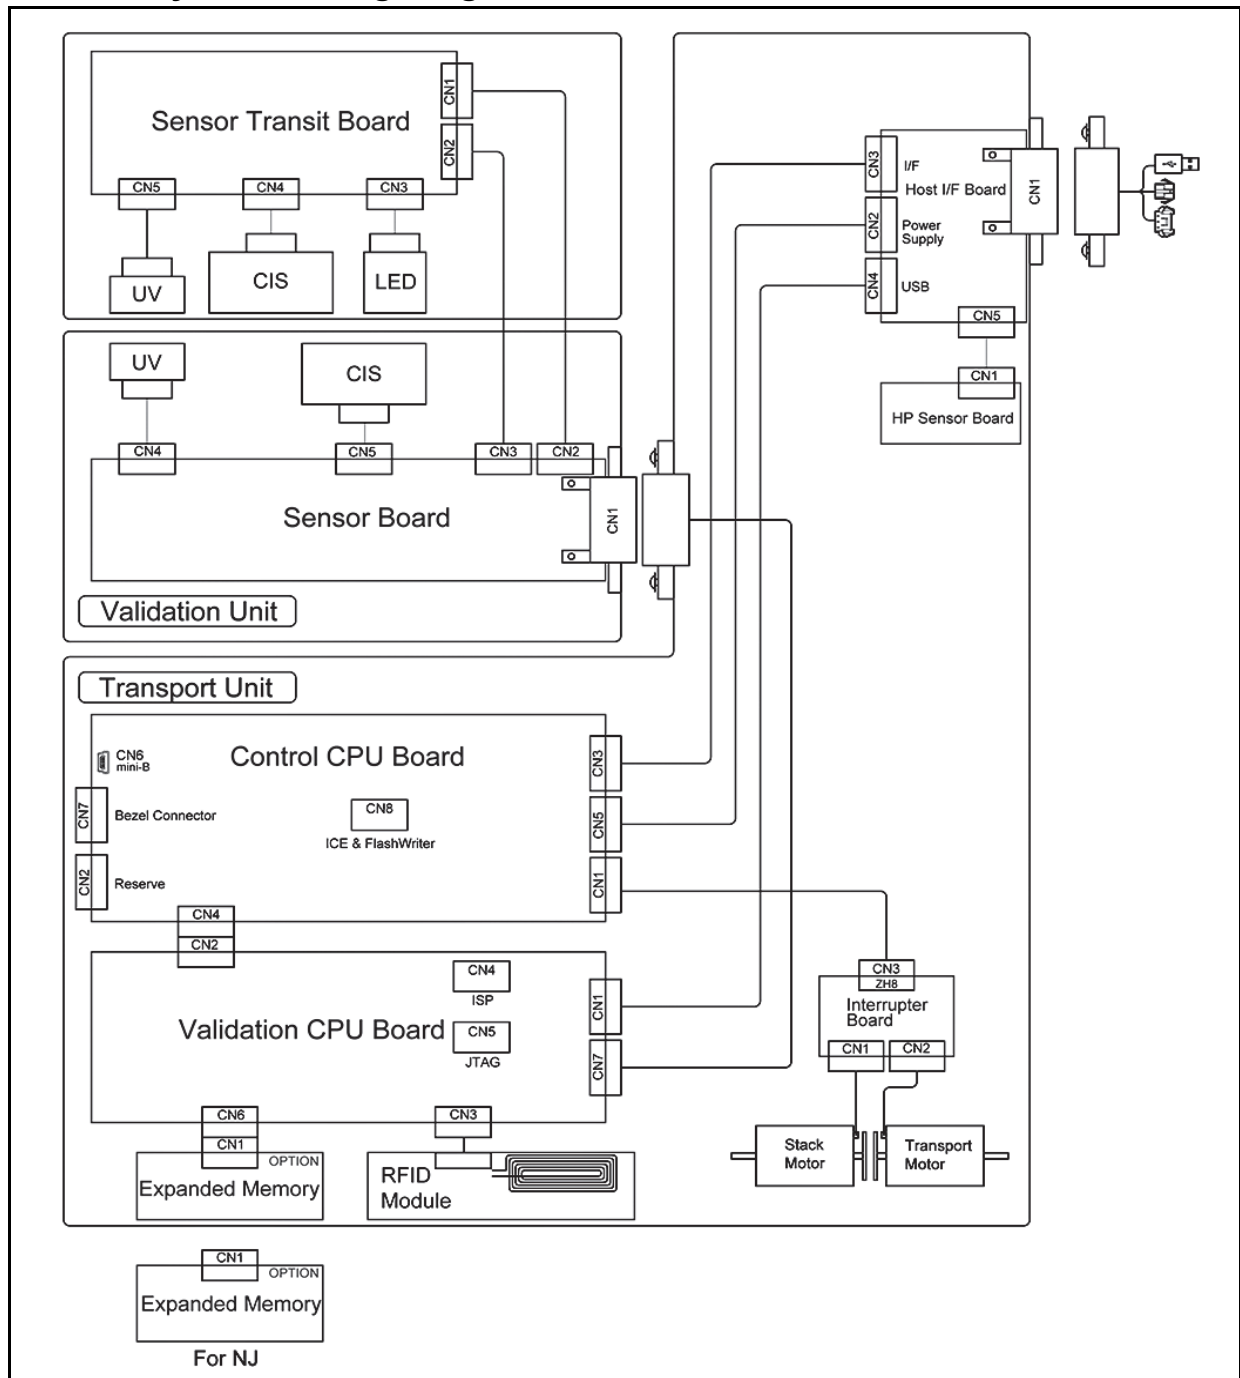 Sensor Transit Board
CN1
CN2
CN5
CN4
CN3
UV
CIS
LED
UV
CIS
CN4
CN5
CN3
CN2
Sensor Board
CN1
Validation Unit
CN3
I/F
Host I/F Board
CN1
CN2
Power
Supply
CN4
USB
CN5
CN1
HP Sensor Board
Transport Unit
CN6
mini-B
Control CPU Board
CN3
CN7
Bezel Connector
CN8
ICE & FlashWriter
CN5
CN2
Reserve
CN1
CN4
CN2
CN4
ISP
Validation CPU Board
CN5
JTAG
CN1
CN7
CN6
CN3
CN1
OPTION
Expanded Memory
RFID
Module
CN3
ZH8
Interrupter
Board
CN1
CN2
Stack
Motor
Transport
Motor
CN1
OPTION
Expanded Memory
For NJ